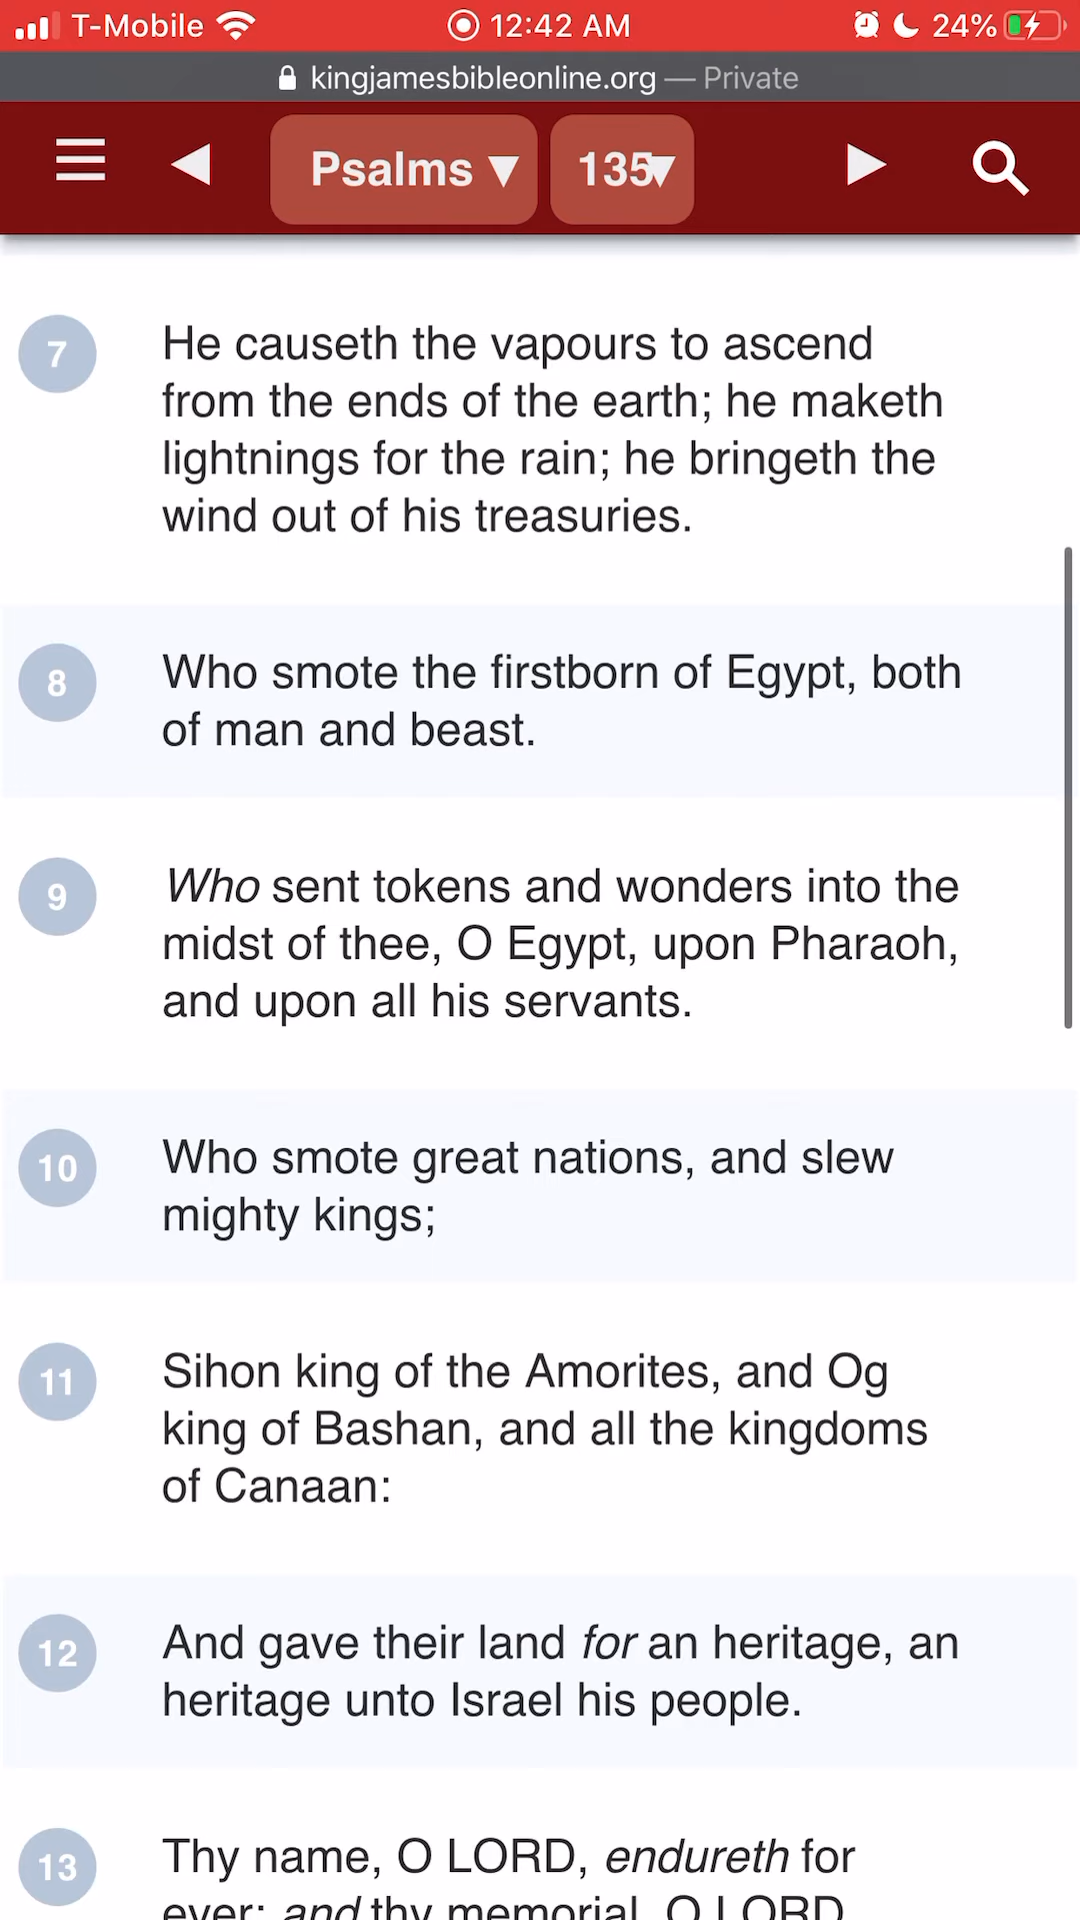 T-Mobile 12:42 AM 24%
kingjamesbibleonline.org — Private
Psalms ▼ 135▼
7 He causeth the vapours to ascend
from the ends of the earth; he maketh
lightnings for the rain; he bringeth the
wind out of his treasuries.
8 Who smote the firstborn of Egypt, both
of man and beast.
9 Who sent tokens and wonders into the
midst of thee, O Egypt, upon Pharaoh,
and upon all his servants.
10 Who smote great nations, and slew
mighty kings;
11 Sihon king of the Amorites, and Og
king of Bashan, and all the kingdoms
of Canaan:
12 And gave their land for an heritage, an
heritage unto Israel his people.
13 Thy name, O LORD, endureth for
ever; and thy memorial, O LORD,